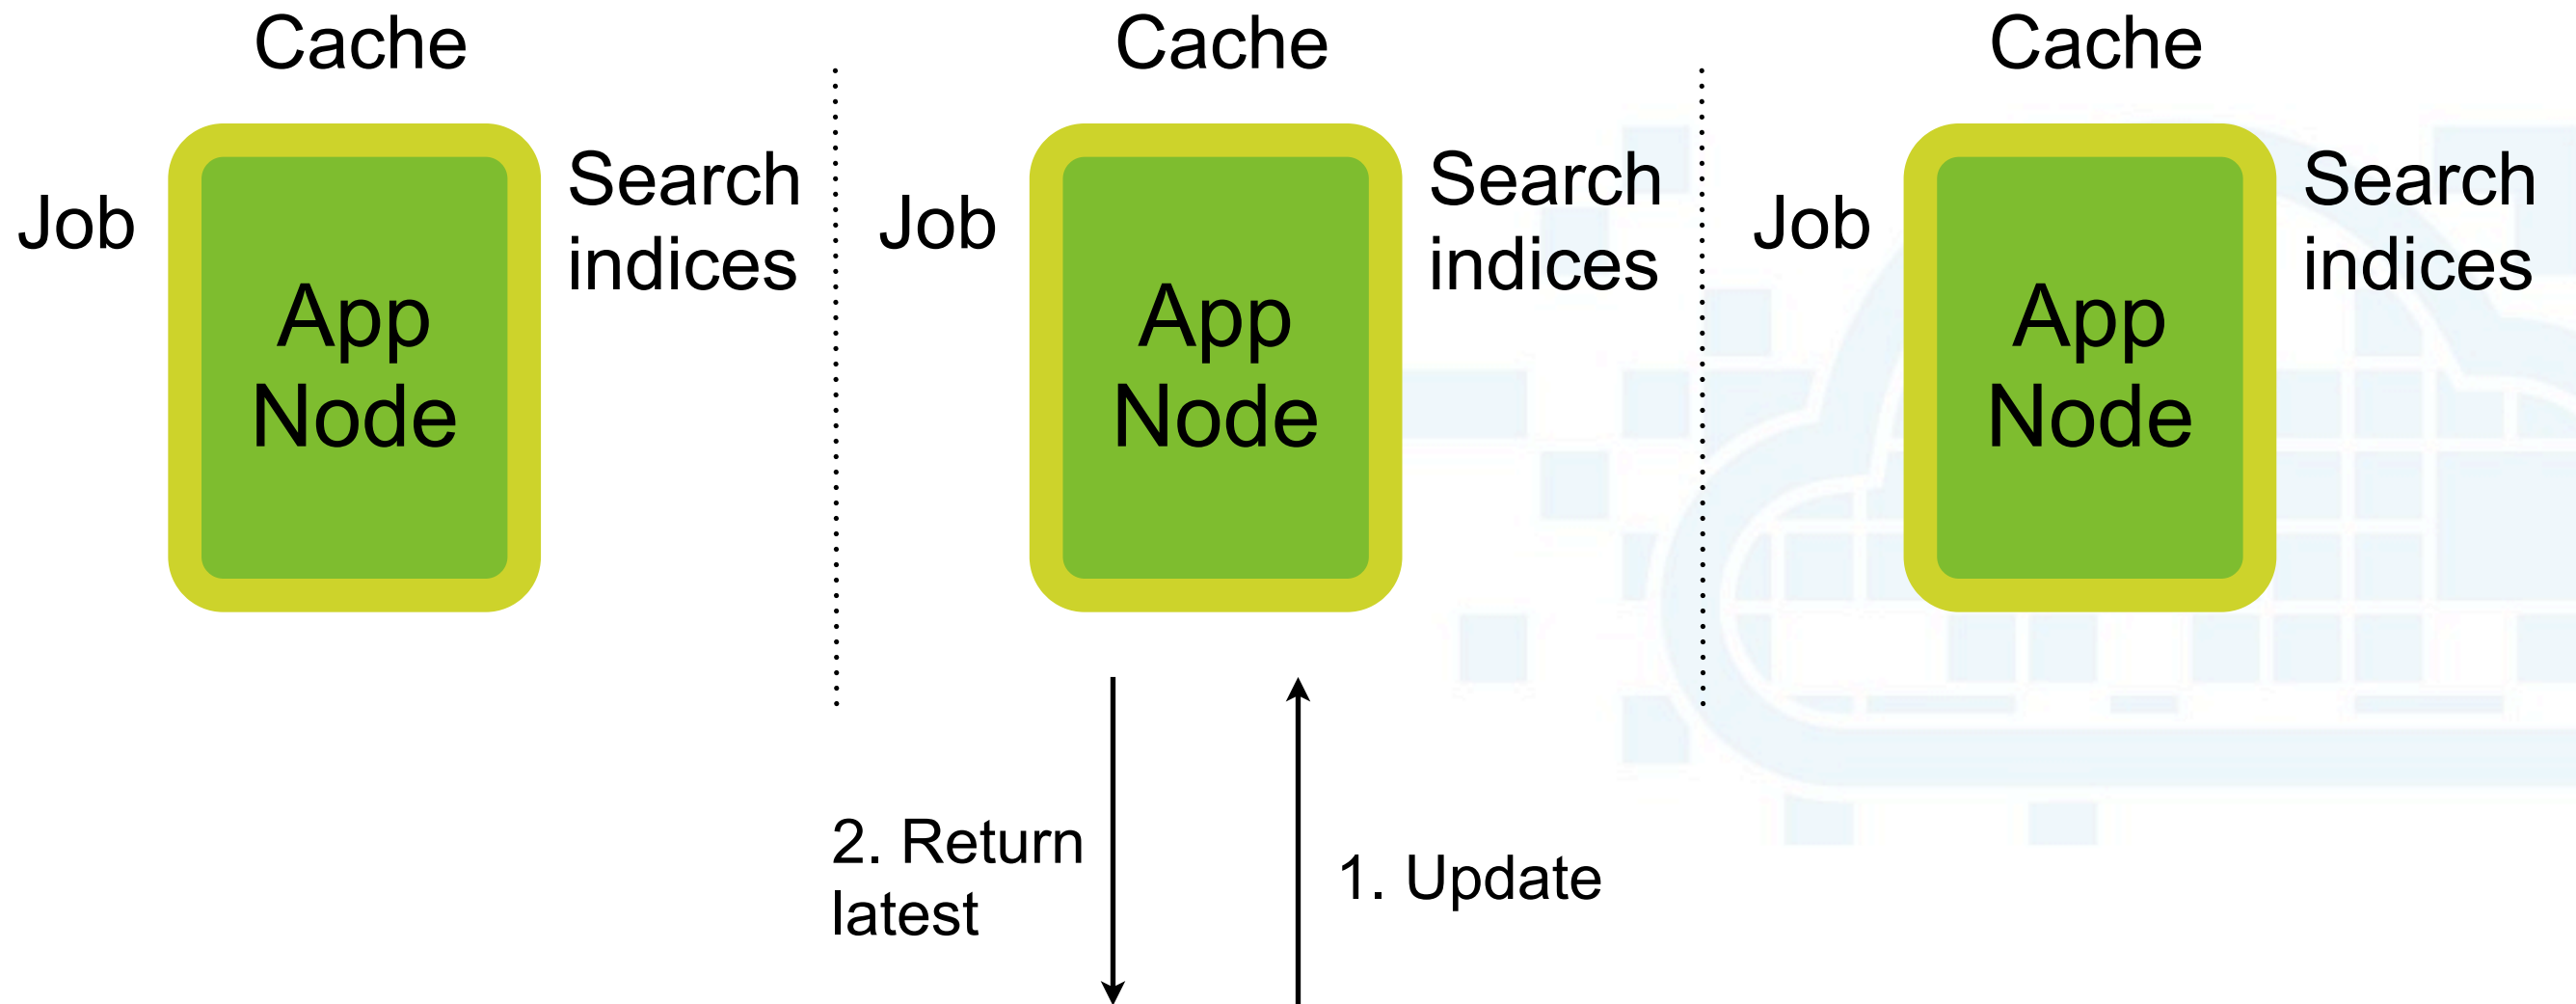 Cache
Job
App
Node
Search
indices
Cache
Job
App
Node
Search
indices
Cache
Job
App
Node
Search
indices
2. Return
latest
1. Update